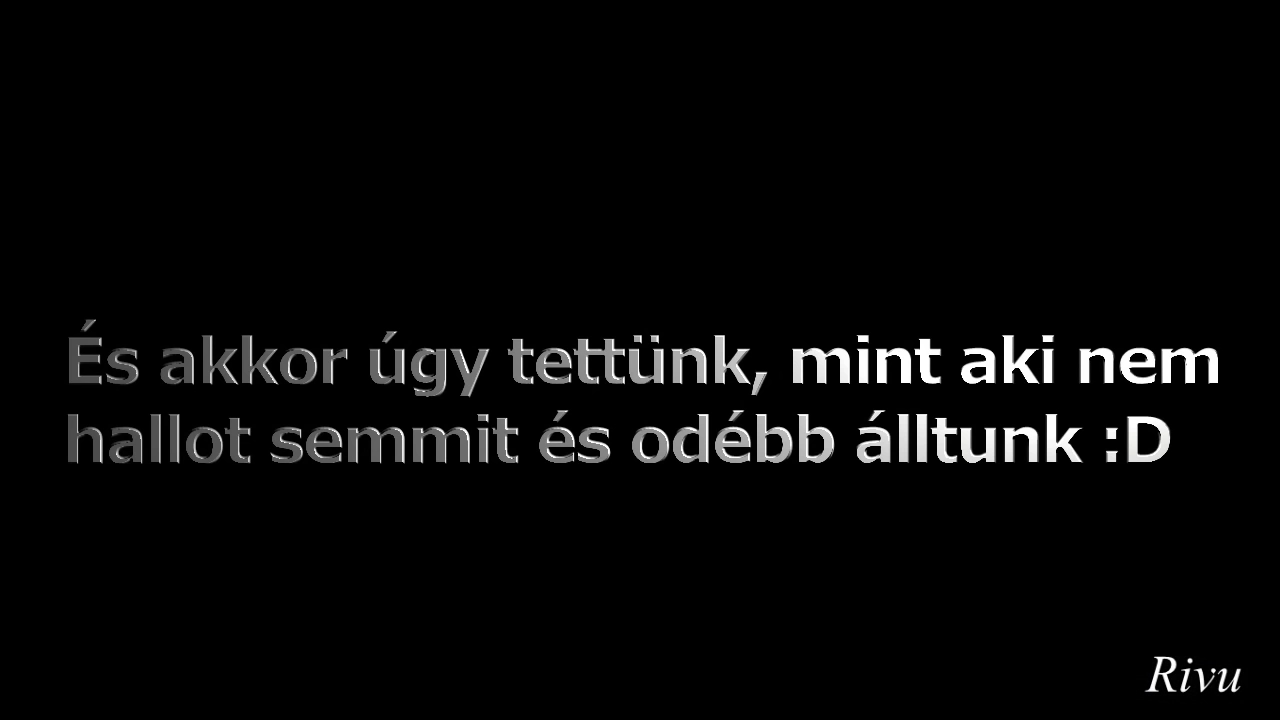 És akkor úgy tettünk, mint aki nem
hallot semmit és odébb álltunk :D
Rivu